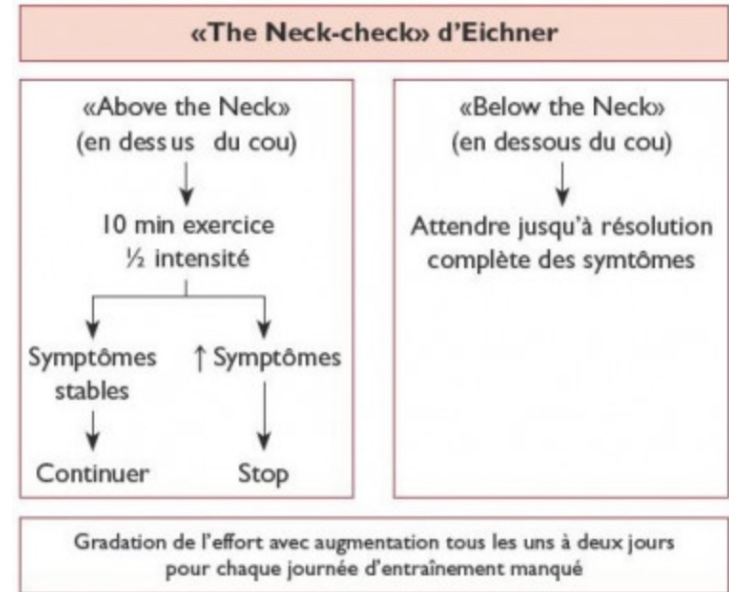 «The Neck-check» d'Eichner
«Above the Neck»
(en dessus du cou)
10 min exercice
½ intensité
Symptômes
stables
↑ Symptômes
Continuer
Stop
«Below the Neck»
(en dessous du cou)
Attendre jusqu'à résolution
complète des symtômes
Gradation de l'effort avec augmentation tous les uns à deux jours
pour chaque journée d'entraînement manqué